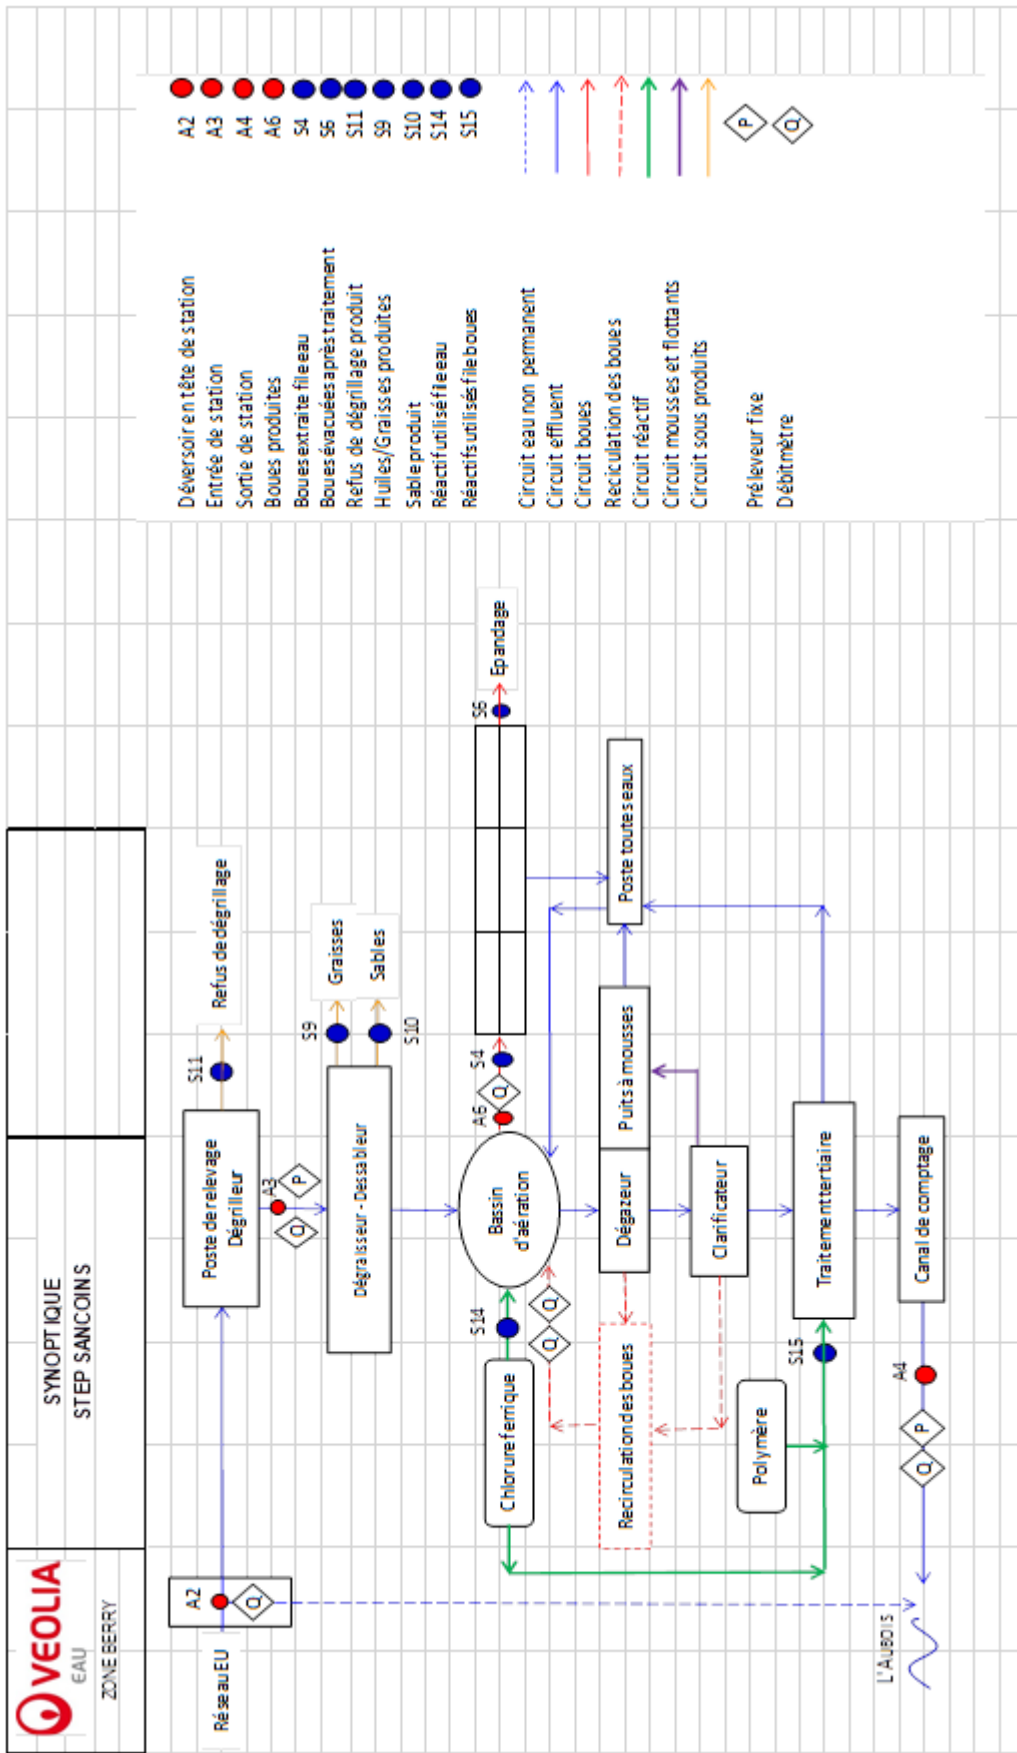 VEOLIA
EAU
ZONE BERRY
SYNOPTIQUE
STEP SANCOINS
Réseau EU
A2
Q
Poste de relevage
Dégrilleur
S11
Refus de dégrillage
A3
Q
P
Dégraisseur - Dessableur
S9
Graisses
S10
Sables
Chlorure ferrique
S14
Q
Q
Bassin
d'aération
A6
Q
S4
S6
Epandage
Recirculation des boues
Dégazeur
Puits à mousses
Poste toutes eaux
Clarificateur
Polymère
S15
Traitement tertiaire
Canal de comptage
A4
P
Q
L'Aubois
Déversoir en tête de station A2
Entrée de station A3
Sortie de station A4
Boues produites A6
Boues extraite file eau S4
Boues évacuées après traitement S6
Refus de dégrillage produit S11
Huiles/Graisses produites S9
Sable produit S10
Réactif utilisé file eau S14
Réactifs utilisés file boues S15
Circuit eau non permanent
Circuit effluent
Circuit boues
Reciculation des boues
Circuit réactif
Circuit mousses et flottants
Circuit sous produits
Préleveur fixe P
Débitmètre Q